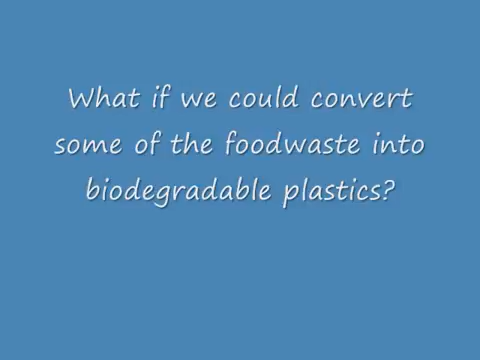 What if we could convert
some of the foodwaste into
biodegradable plastics?